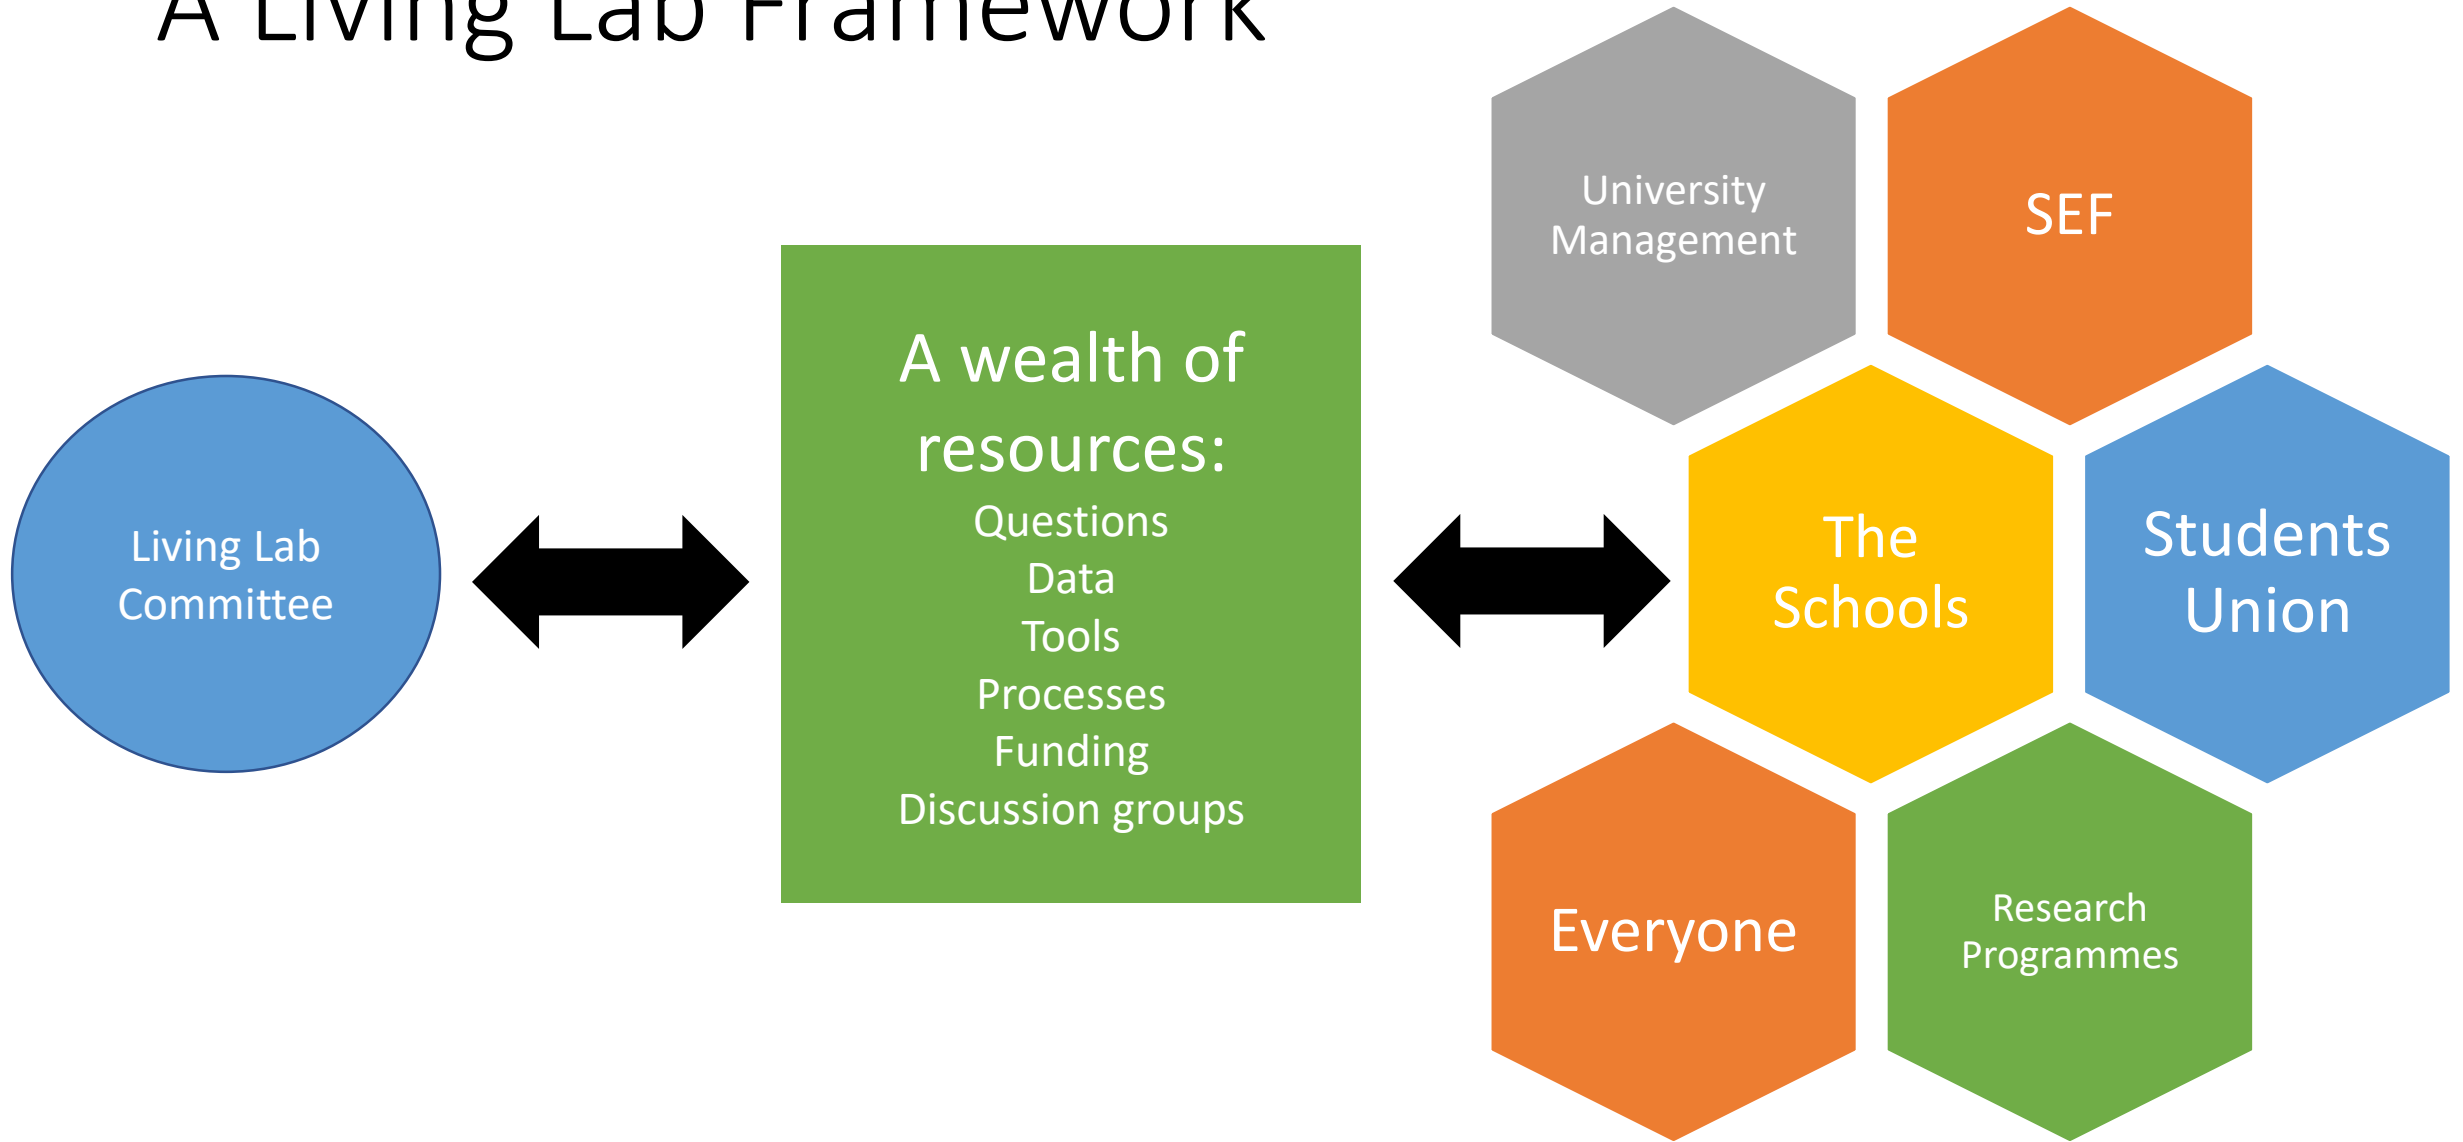 A Living Lab Framework
Living Lab
Committee
A wealth of
resources:
Questions
Data
Tools
Processes
Funding
Discussion groups
University
Management
SEF
The
Schools
Students
Union
Everyone
Research
Programmes